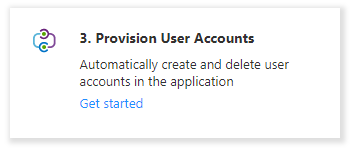 3. Provision User Accounts
Automatically create and delete user
accounts in the application
Get started